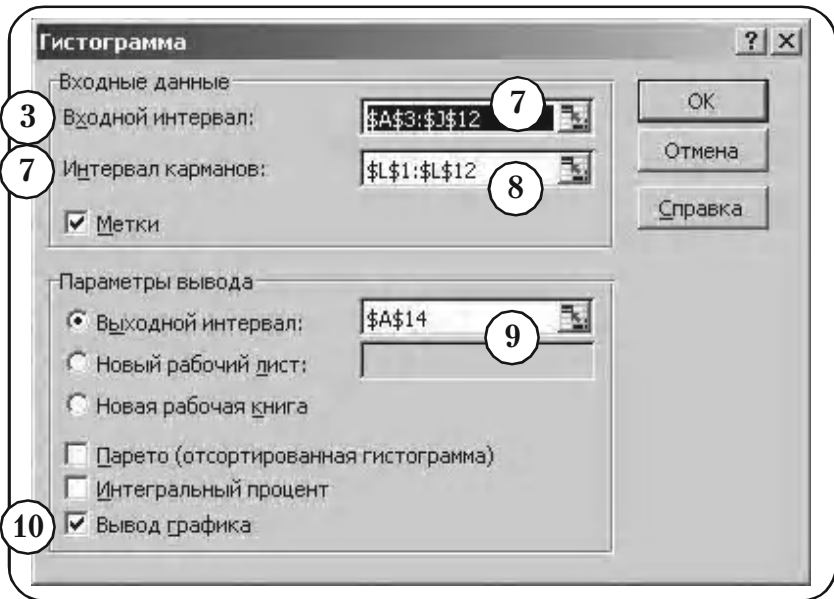 Гистограмма ? ×
Входные данные
3 Входной интервал: $A$3:$J$12 7
7 Интервал карманов: $L$1:$L$12 8
Метки
OK
Отмена
Справка
Параметры вывода
Выходной интервал: $A$14 9
Новый рабочий лист:
Новая рабочая книга
Парето (отсортированная гистограмма)
Интегральный процент
10 Вывод графика